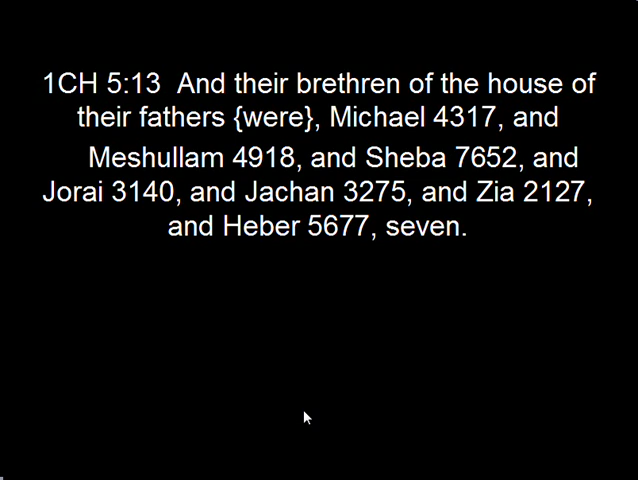 1CH 5:13  And their brethren of the house of
their fathers {were}, Michael 4317, and
Meshullam 4918, and Sheba 7652, and
Jorai 3140, and Jachan 3275, and Zia 2127,
and Heber 5677, seven.